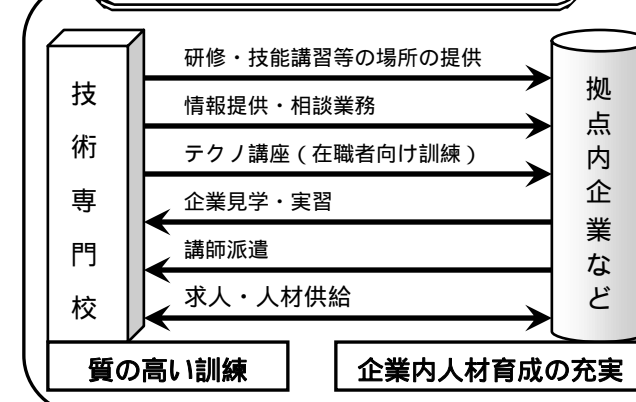 技術専門校
研修・技能講習等の場所の提供
情報提供・相談業務
テクノ講座(在職者向け訓練)
企業見学・実習
講師派遣
求人・人材供給
拠点内企業など
質の高い訓練
企業内人材育成の充実